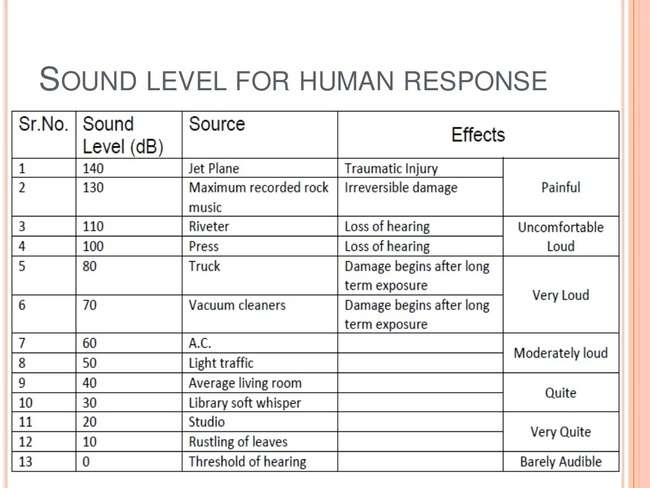 SOUND LEVEL FOR HUMAN RESPONSE
Sr.No. Sound Level (dB) Source Effects
1 140 Jet Plane Traumatic Injury Painful
2 130 Maximum recorded rock music Irreversible damage
3 110 Riveter Loss of hearing Uncomfortable Loud
4 100 Press Loss of hearing
5 80 Truck Damage begins after long term exposure Very Loud
6 70 Vacuum cleaners Damage begins after long term exposure
7 60 A.C. Moderately loud
8 50 Light traffic
9 40 Average living room Quite
10 30 Library soft whisper
11 20 Studio Very Quite
12 10 Rustling of leaves
13 0 Threshold of hearing Barely Audible